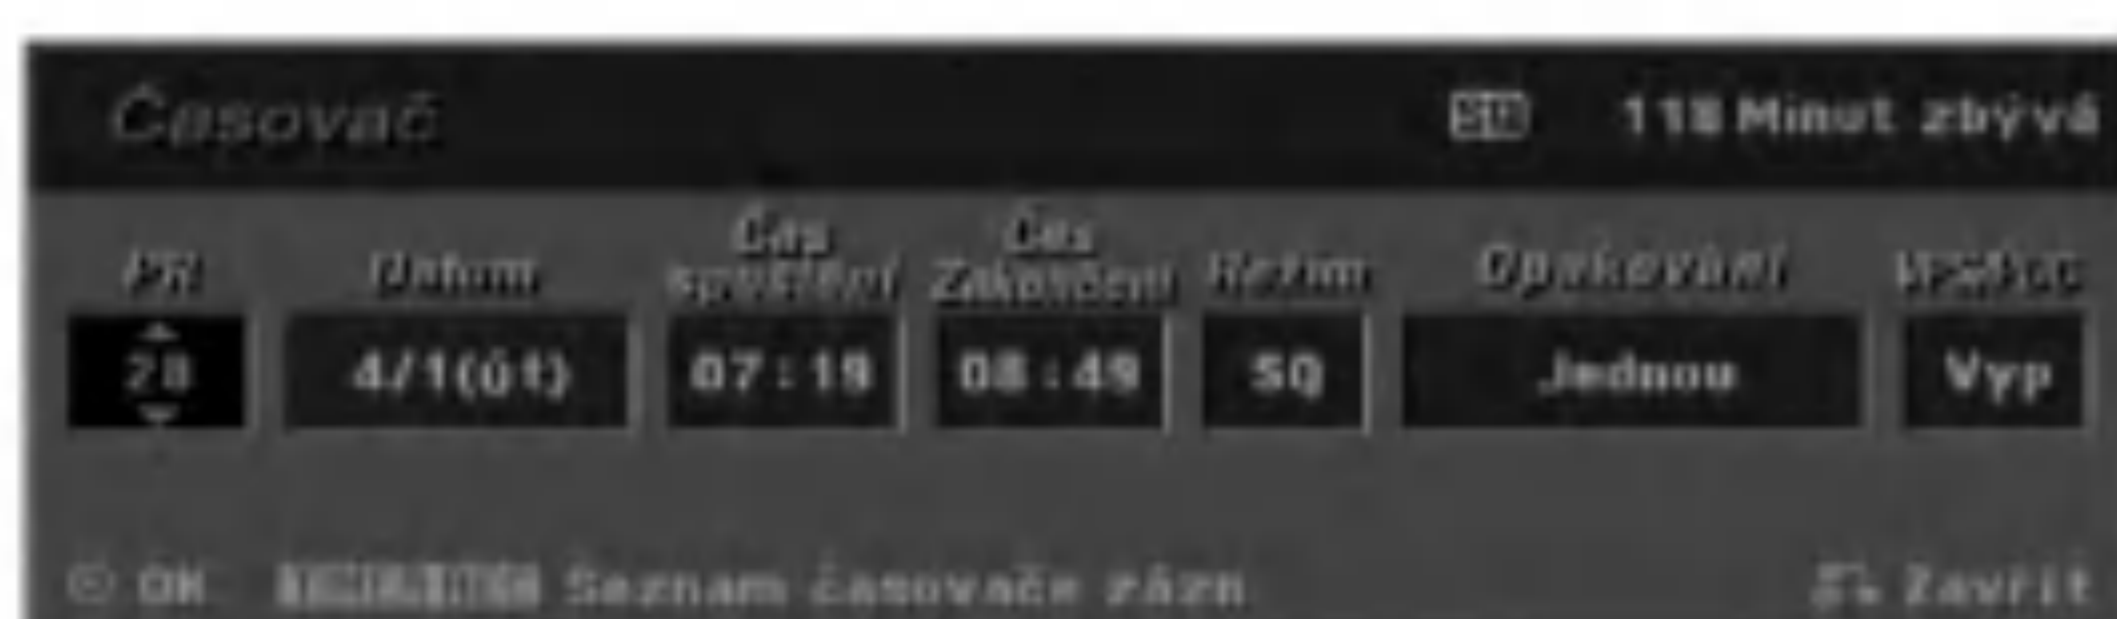 Časovač 118 Minut zbývá
PR Datum Čas spuštění Čas Zakončení Režim Opakování VPS/PDC
28 4/1(út) 07:19 08:49 SQ Jednou Vyp
OK Seznam časovače zázn Zavřít